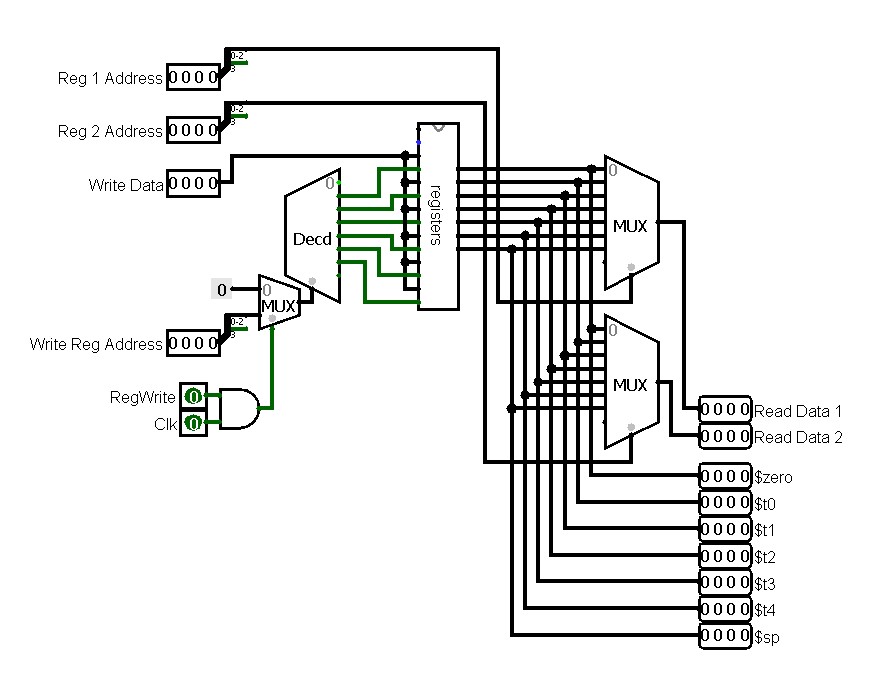 0-2
3
Reg 1 Address 0 0 0 0
0-2
3
Reg 2 Address 0 0 0 0
Write Data 0 0 0 0
0
Decd
registers
0
MUX
0
0
MUX
0-2
3
Write Reg Address 0 0 0 0
RegWrite 0
Clk 0
0
MUX
0 0 0 0 Read Data 1
0 0 0 0 Read Data 2
0 0 0 0 $zero
0 0 0 0 $t0
0 0 0 0 $t1
0 0 0 0 $t2
0 0 0 0 $t3
0 0 0 0 $t4
0 0 0 0 $sp